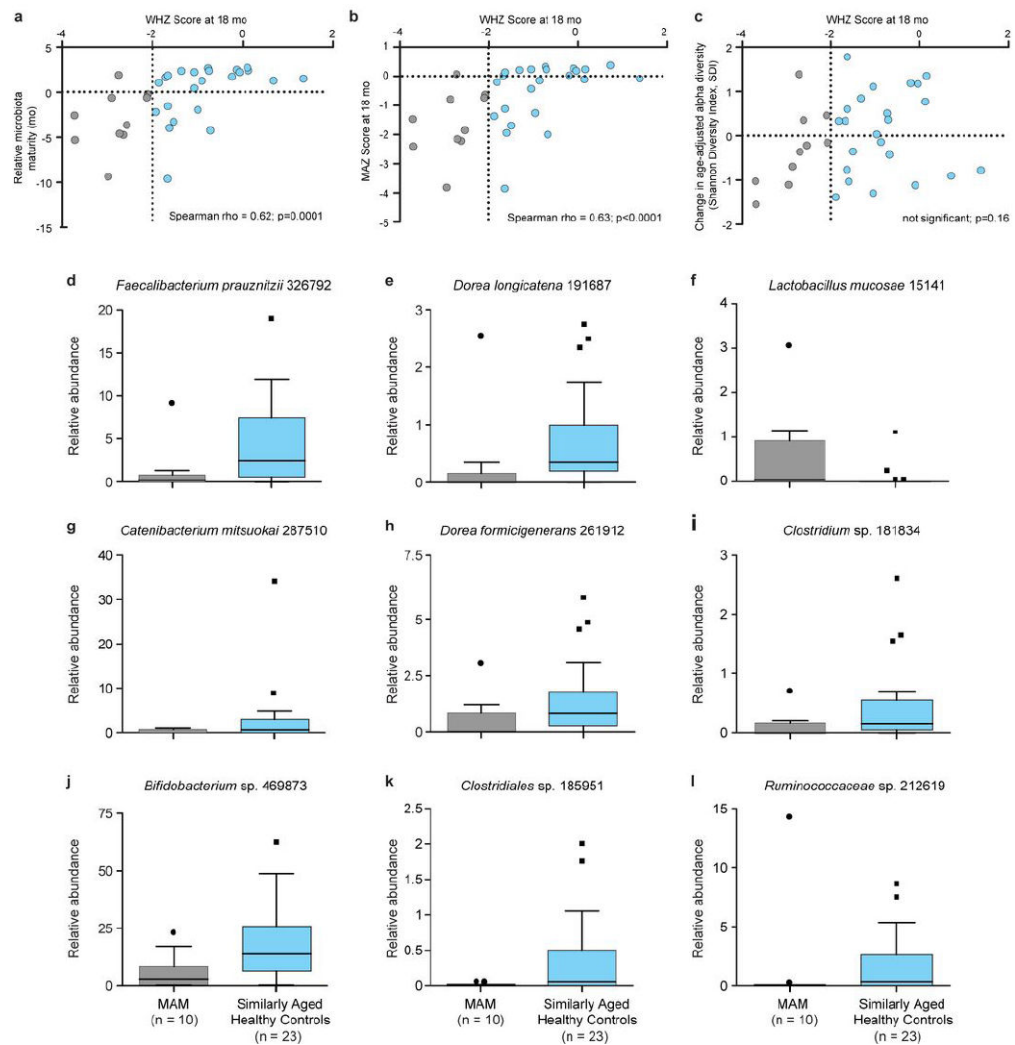 a
WHZ Score at 18 mo
-4
-2
0
2
5
0
-5
-10
-15
Relative microbiota
maturity (mo)
Spearman rho = 0.62; p=0.0001
b
WHZ Score at 18 mo
-4
-2
0
2
1
0
-1
-2
-3
-4
-5
MAZ Score at 18 mo
Spearman rho = 0.63; p<0.0001
c
WHZ Score at 18 mo
-4
-2
0
2
2
1
0
-1
-2
Change in age-adjusted alpha diversity
(Shannon Diversity Index, SDI)
not significant; p=0.16
d
Faecalibacterium prauznitzii 326792
20
15
10
5
0
Relative abundance
e
Dorea longicatena 191687
3
2
1
0
Relative abundance
f
Lactobacillus mucosae 15141
4
3
2
1
0
Relative abundance
g
Catenibacterium mitsuokai 287510
40
30
20
10
0
Relative abundance
h
Dorea formicigenerans 261912
7.5
5
2.5
0
Relative abundance
i
Clostridium sp. 181834
3
2
1
0
Relative abundance
j
Bifidobacterium sp. 469873
75
50
25
0
Relative abundance
MAM
(n = 10)
Similarly Aged
Healthy Controls
(n = 23)
k
Clostridiales sp. 185951
2.5
2
1.5
1
0.5
0
Relative abundance
MAM
(n = 10)
Similarly Aged
Healthy Controls
(n = 23)
l
Ruminococcaceae sp. 212619
15
10
5
0
Relative abundance
MAM
(n = 10)
Similarly Aged
Healthy Controls
(n = 23)